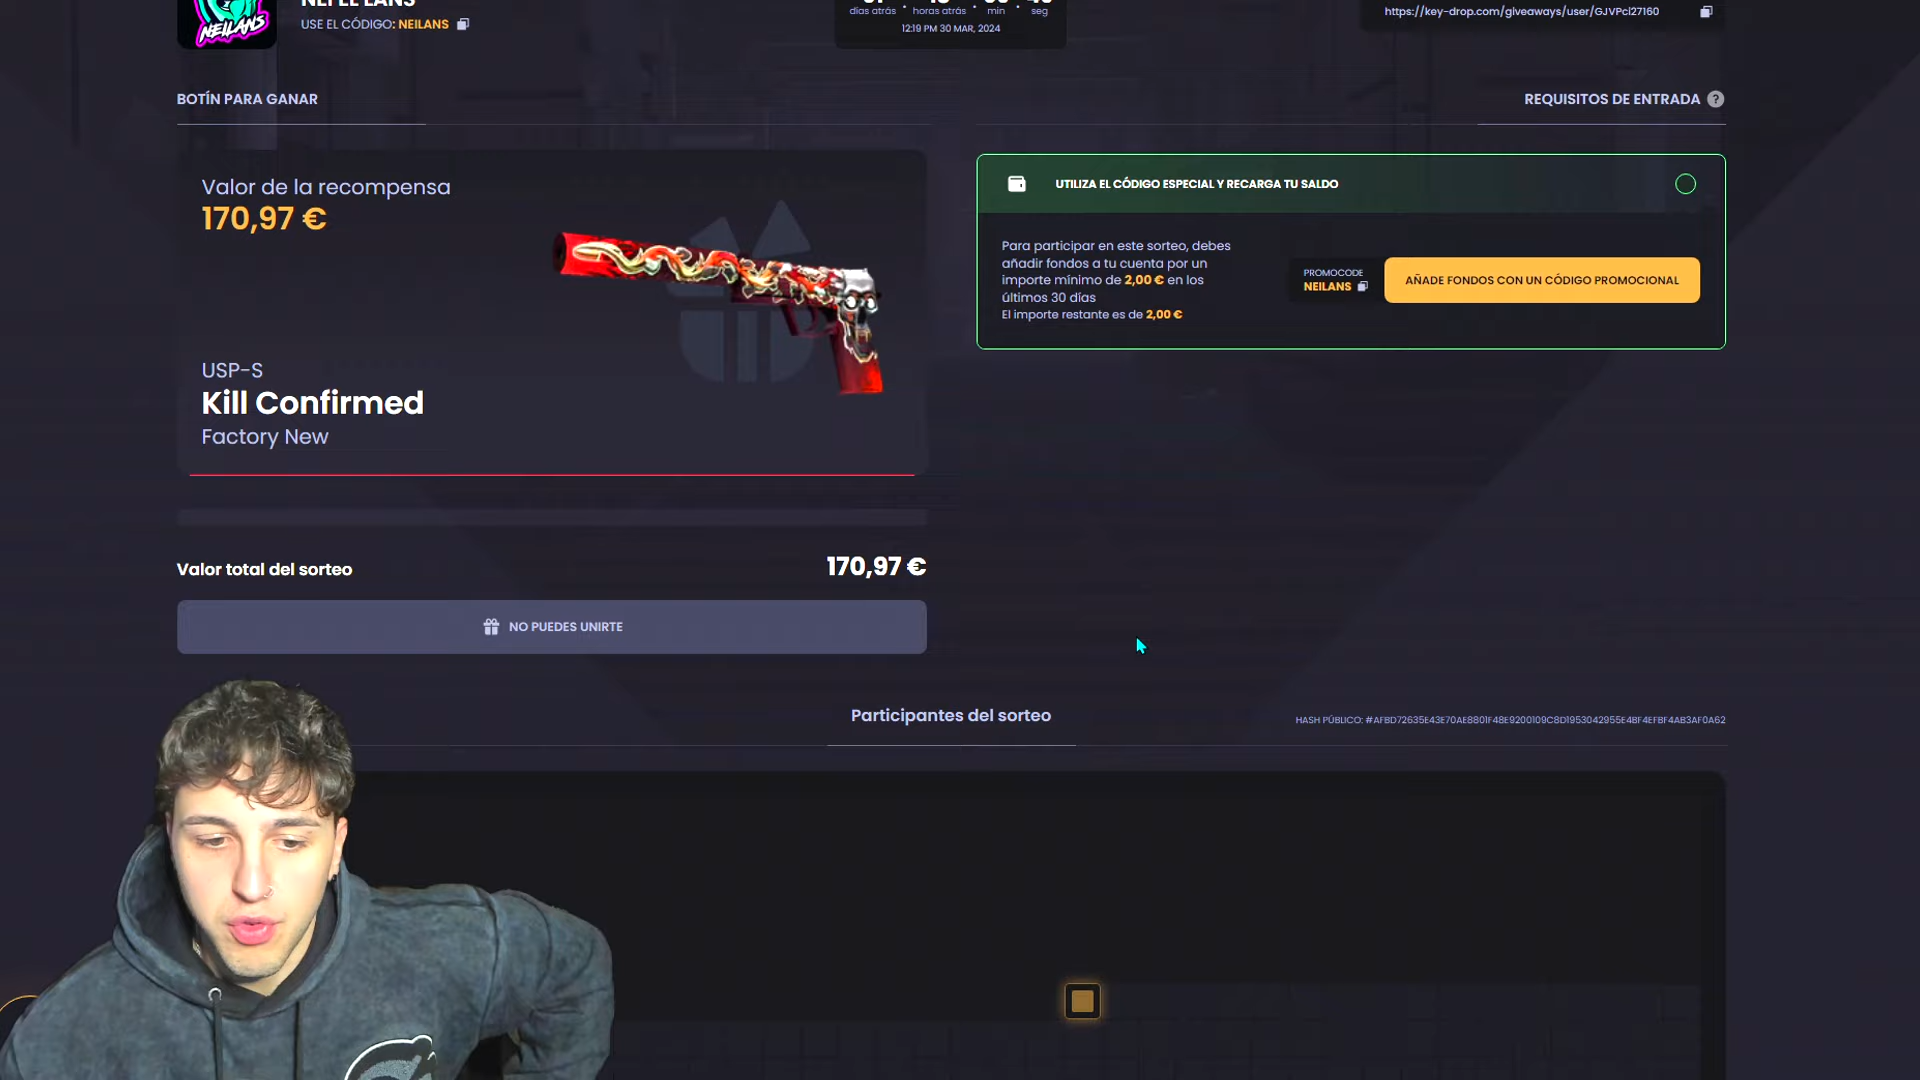 NEILANS
USE EL CÓDIGO: NEILANS
días atrás
horas atrás
min
seg
12:19 PM 30 MAR, 2024
https://key-drop.com/giveaways/user/GJVPcl27160
BOTÍN PARA GANAR
REQUISITOS DE ENTRADA ?
Valor de la recompensa
170,97 €
USP-S
Kill Confirmed
Factory New
UTILIZA EL CÓDIGO ESPECIAL Y RECARGA TU SALDO
Para participar en este sorteo, debes
añadir fondos a tu cuenta por un
importe mínimo de 2,00 € en los
últimos 30 días
El importe restante es de 2,00 €
PROMOCODE
NEILANS
AÑADE FONDOS CON UN CÓDIGO PROMOCIONAL
Valor total del sorteo
170,97 €
NO PUEDES UNIRTE
Participantes del sorteo
HASH PÚBLICO: #AFBD72635E43E70AE8801F48E9200109C8D1953042955E4BF4EFBF4AB3AF0A62